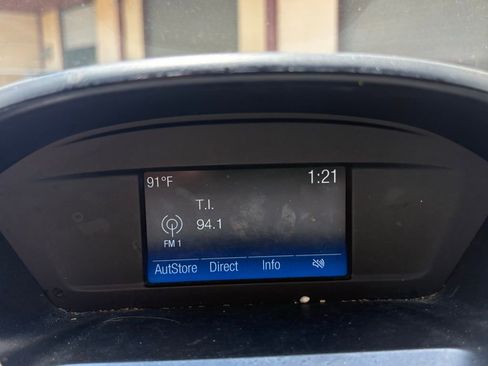 91°F 1:21
T.I.
94.1
FM 1
AutStore Direct Info